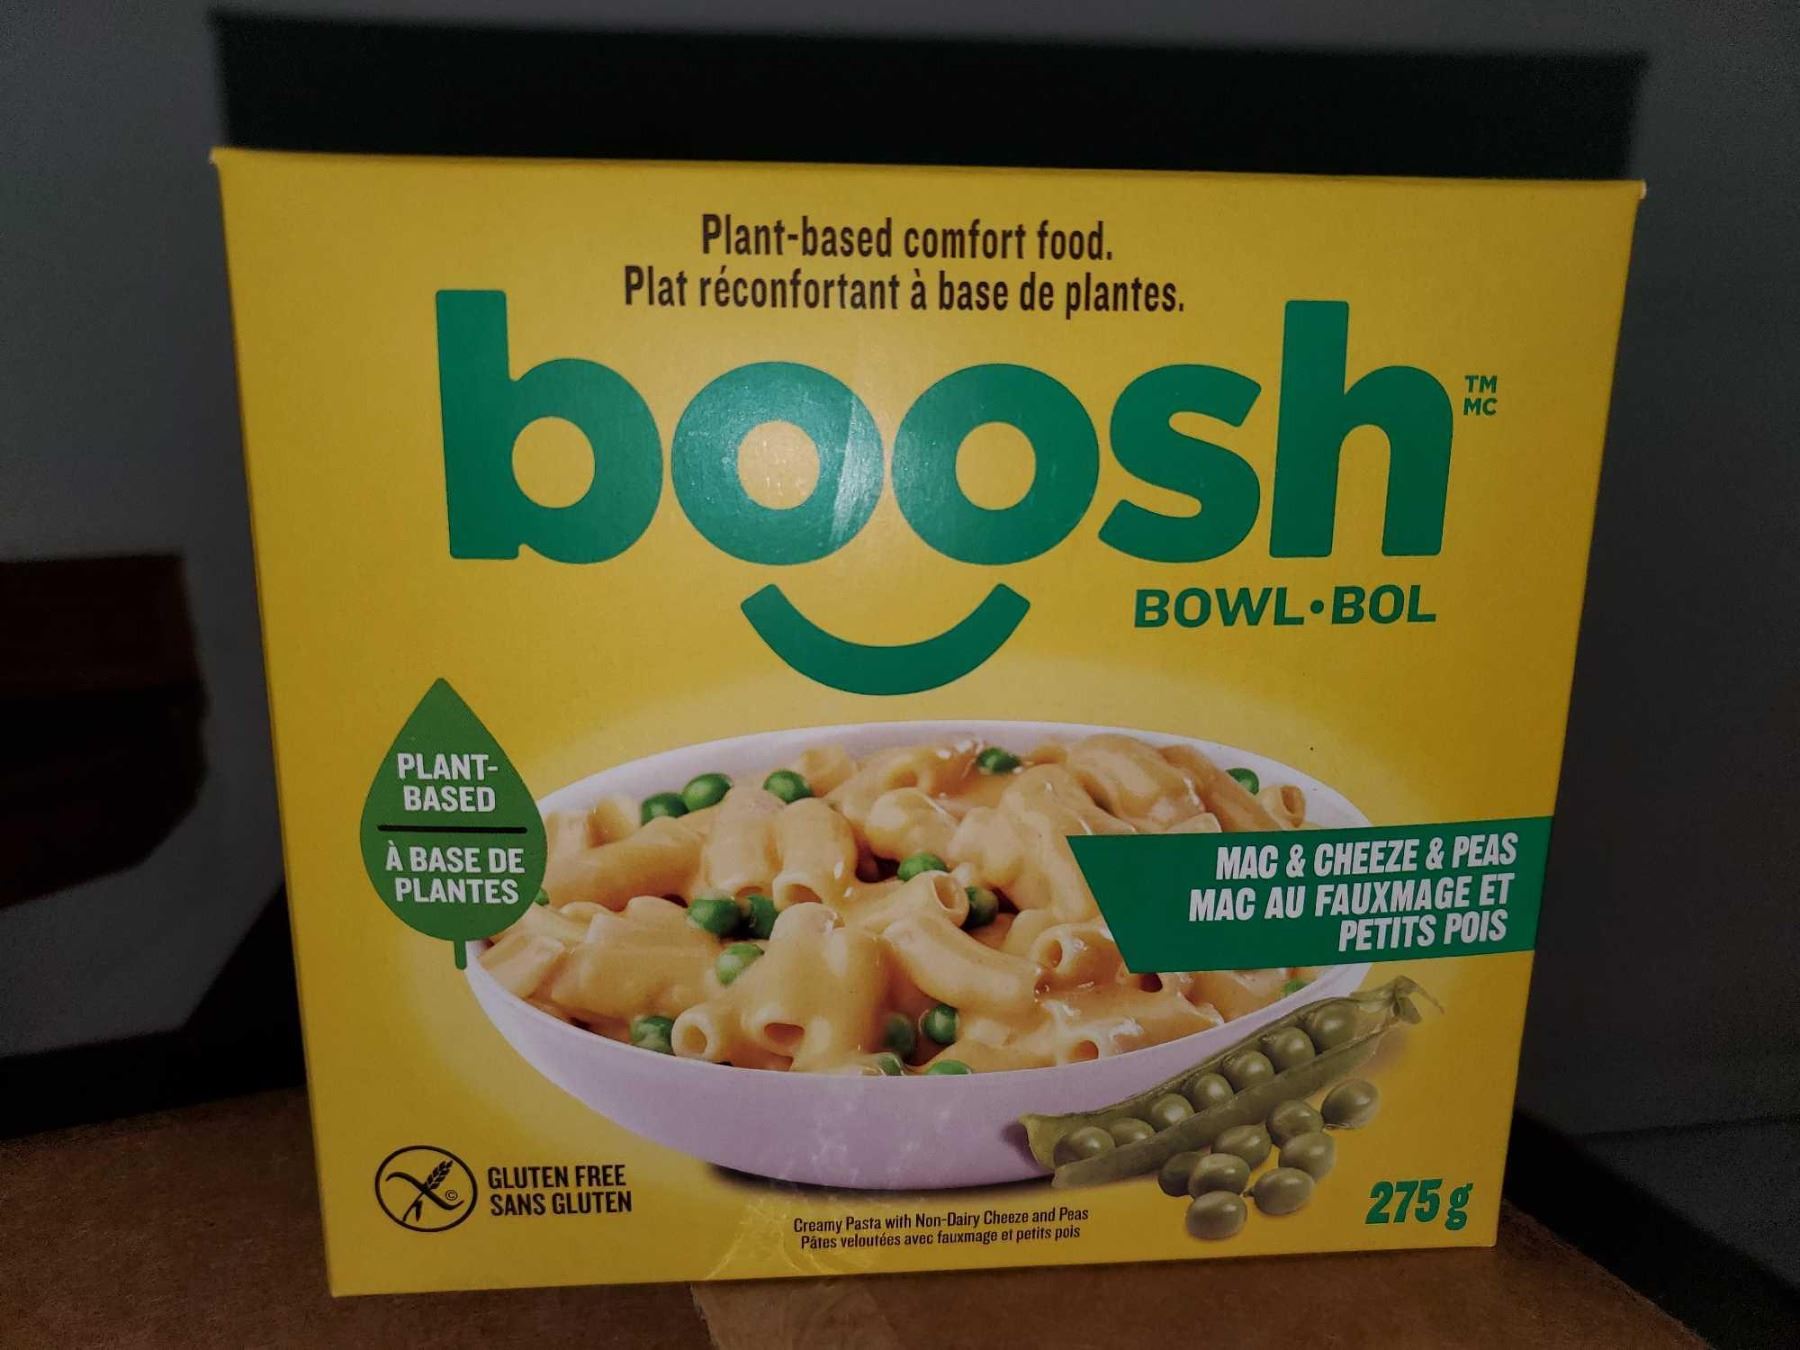 Plant-based comfort food.
Plat réconfortant à base de plantes.
boosh
TM
MC
BOWL•BOL
PLANT-
BASED
À BASE DE
PLANTES
MAC & CHEEZE & PEAS
MAC AU FAUXMAGE ET
PETITS POIS
GLUTEN FREE
SANS GLUTEN
©
Creamy Pasta with Non-Dairy Cheeze and Peas
Pâtes veloutées avec fauxmage et petits pois
275 g